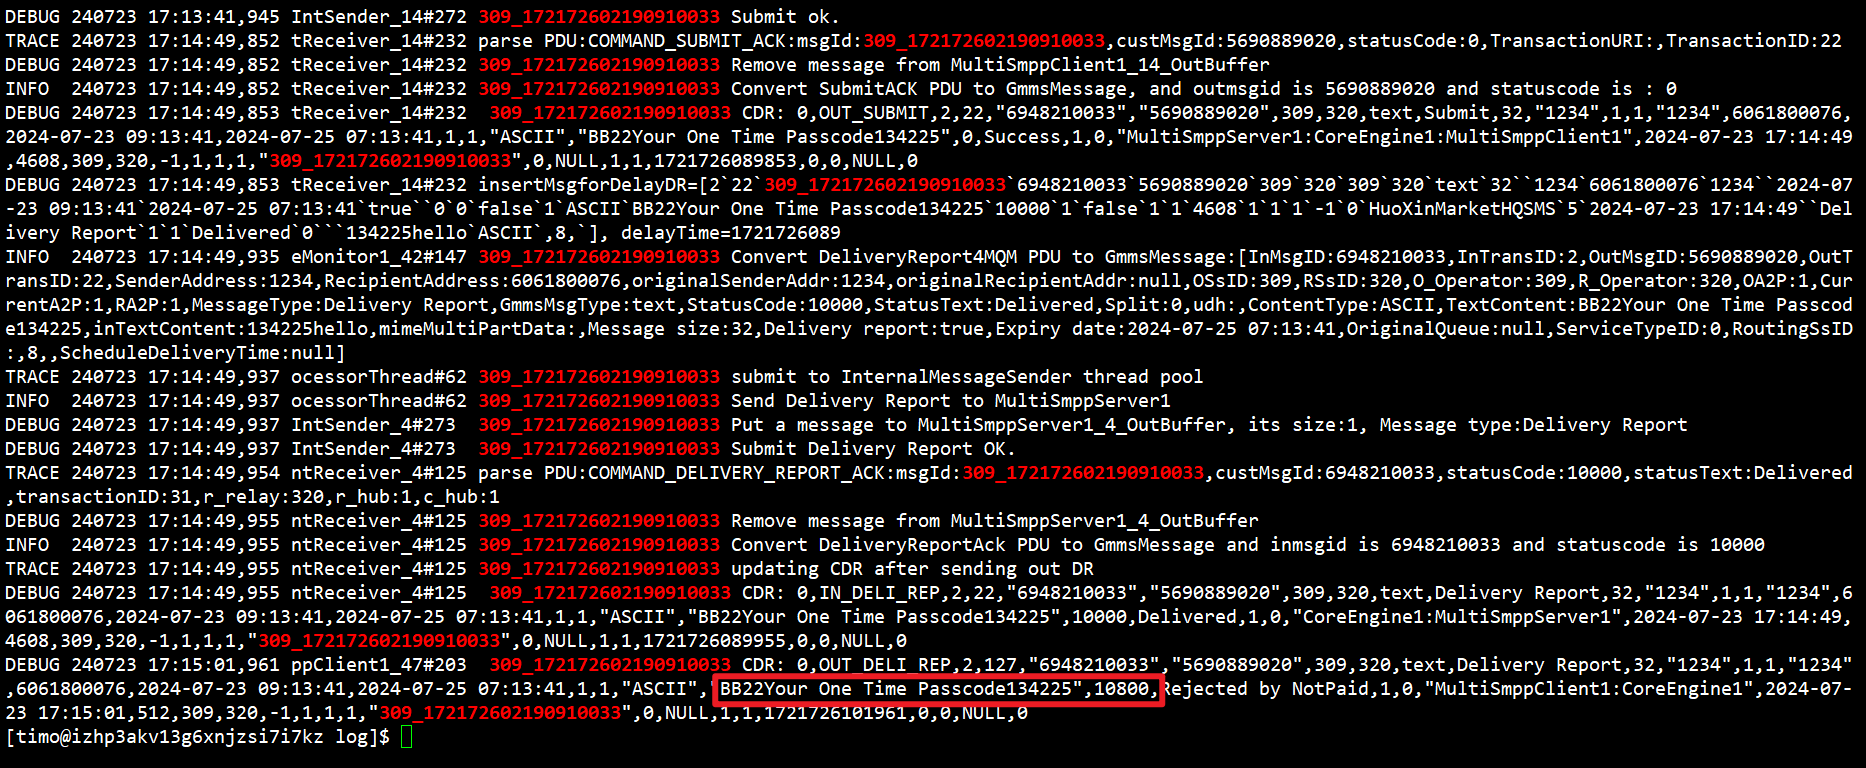 DEBUG 240723 17:13:41,945 IntSender_14#272 309_172172602190910033 Submit ok.
TRACE 240723 17:14:49,852 tReceiver_14#232 parse PDU:COMMAND_SUBMIT_ACK:msgId:309_172172602190910033,custMsgId:5690889020,statusCode:0,TransactionURI:,TransactionID:22
DEBUG 240723 17:14:49,852 tReceiver_14#232 309_172172602190910033 Remove message from MultiSmppClient1_14_OutBuffer
INFO  240723 17:14:49,852 tReceiver_14#232 309_172172602190910033 Convert SubmitACK PDU to GmmsMessage, and outmsgid is 5690889020 and statuscode is : 0
DEBUG 240723 17:14:49,853 tReceiver_14#232  309_172172602190910033 CDR: 0,OUT_SUBMIT,2,22,"6948210033","5690889020",309,320,text,Submit,32,"1234",1,1,"1234",6061800076,
2024-07-23 09:13:41,2024-07-25 07:13:41,1,1,"ASCII","BB22Your One Time Passcode134225",0,Success,1,0,"MultiSmppServer1:CoreEngine1:MultiSmppClient1",2024-07-23 17:14:49
,4608,309,320,-1,1,1,1,"309_172172602190910033",0,NULL,1,1,1721726089853,0,0,NULL,0
DEBUG 240723 17:14:49,853 tReceiver_14#232 insertMsgforDelayDR=[2`22`309_172172602190910033`6948210033`5690889020`309`320`309`320`text`32``1234`6061800076`1234``2024-07
-23 09:13:41`2024-07-25 07:13:41`true``0`0`false`1`ASCII`BB22Your One Time Passcode134225`10000`1`false`1`1`4608`1`1`1`-1`0`HuoXinMarketHQSMS`5`2024-07-23 17:14:49``Del
ivery Report`1`1`Delivered`0```134225hello`ASCII`,8,`], delayTime=1721726089
INFO  240723 17:14:49,935 eMonitor1_42#147 309_172172602190910033 Convert DeliveryReport4MQM PDU to GmmsMessage:[InMsgID:6948210033,InTransID:2,OutMsgID:5690889020,OutT
ransID:22,SenderAddress:1234,RecipientAddress:6061800076,originalSenderAddr:1234,originalRecipientAddr:null,OSsID:309,RSsID:320,O_Operator:309,R_Operator:320,OA2P:1,Cur
rentA2P:1,RA2P:1,MessageType:Delivery Report,GmmsMsgType:text,StatusCode:10000,StatusText:Delivered,Split:0,udh:,ContentType:ASCII,TextContent:BB22Your One Time Passcod
e134225,inTextContent:134225hello,mimeMultiPartData:,Message size:32,Delivery report:true,Expiry date:2024-07-25 07:13:41,OriginalQueue:null,ServiceTypeID:0,RoutingSsID
:,8,,ScheduleDeliveryTime:null]
TRACE 240723 17:14:49,937 ocessorThread#62 309_172172602190910033 submit to InternalMessageSender thread pool
INFO  240723 17:14:49,937 ocessorThread#62 309_172172602190910033 Send Delivery Report to MultiSmppServer1
DEBUG 240723 17:14:49,937 IntSender_4#273  309_172172602190910033 Put a message to MultiSmppServer1_4_OutBuffer, its size:1, Message type:Delivery Report
DEBUG 240723 17:14:49,937 IntSender_4#273  309_172172602190910033 Submit Delivery Report OK.
TRACE 240723 17:14:49,954 ntReceiver_4#125 parse PDU:COMMAND_DELIVERY_REPORT_ACK:msgId:309_172172602190910033,custMsgId:6948210033,statusCode:10000,statusText:Delivered
,transactionID:31,r_relay:320,r_hub:1,c_hub:1
DEBUG 240723 17:14:49,955 ntReceiver_4#125 309_172172602190910033 Remove message from MultiSmppServer1_4_OutBuffer
INFO  240723 17:14:49,955 ntReceiver_4#125 309_172172602190910033 Convert DeliveryReportAck PDU to GmmsMessage and inmsgid is 6948210033 and statuscode is 10000
TRACE 240723 17:14:49,955 ntReceiver_4#125 309_172172602190910033 updating CDR after sending out DR
DEBUG 240723 17:14:49,955 ntReceiver_4#125  309_172172602190910033 CDR: 0,IN_DELI_REP,2,22,"6948210033","5690889020",309,320,text,Delivery Report,32,"1234",1,1,"1234",6
061800076,2024-07-23 09:13:41,2024-07-25 07:13:41,1,1,"ASCII","BB22Your One Time Passcode134225",10000,Delivered,1,0,"CoreEngine1:MultiSmppServer1",2024-07-23 17:14:49,
4608,309,320,-1,1,1,1,"309_172172602190910033",0,NULL,1,1,1721726089955,0,0,NULL,0
DEBUG 240723 17:15:01,961 ppClient1_47#203  309_172172602190910033 CDR: 0,OUT_DELI_REP,2,127,"6948210033","5690889020",309,320,text,Delivery Report,32,"1234",1,1,"1234"
,6061800076,2024-07-23 09:13:41,2024-07-25 07:13:41,1,1,"ASCII","BB22Your One Time Passcode134225",10800,Rejected by NotPaid,1,0,"MultiSmppClient1:CoreEngine1",2024-07-
23 17:15:01,512,309,320,-1,1,1,1,"309_172172602190910033",0,NULL,1,1,1721726101961,0,0,NULL,0
[timo@izhp3akv13g6xnjzsi7i7kz log]$